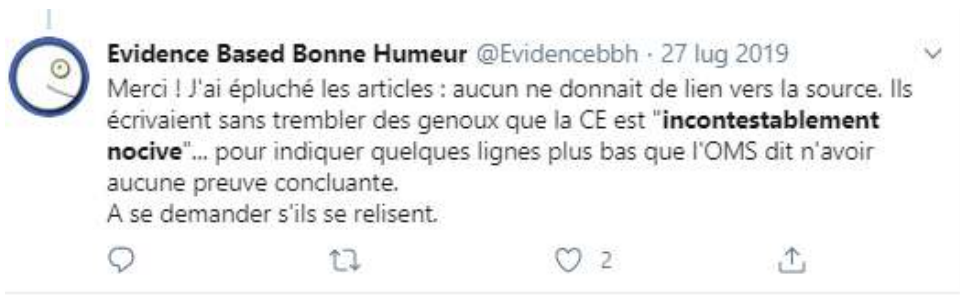 Evidence Based Bonne Humeur @Evidencebbh · 27 lug 2019
Merci ! J'ai épluché les articles : aucun ne donnait de lien vers la source. Ils
écrivaient sans trembler des genoux que la CE est "incontestablement
nocive"... pour indiquer quelques lignes plus bas que l'OMS dit n'avoir
aucune preuve concluante.
A se demander s'ils se relisent.
2